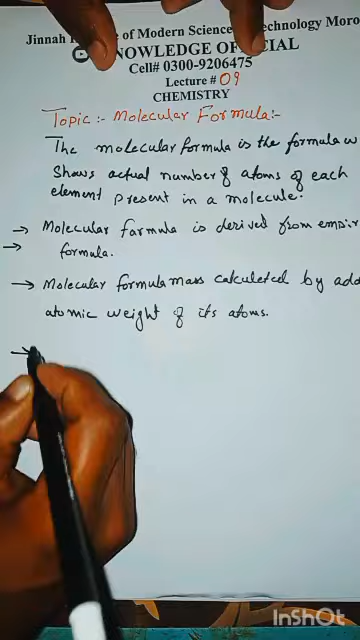 Jinnah of Modern Science echnology Moro
NOWLEDGE OF CIAL
Cell# 0300-9206475
Lecture # 09
CHEMISTRY
Topic :- Molecular Formula:-
The molecular formula is the formula w
Shows actual number of atoms of each
element present in a molecule.
→ Molecular farmula is derived from empir
→ formula.
→ Molecular formula mass calculated by add
atomic weight of its atoms.
→
InShOt